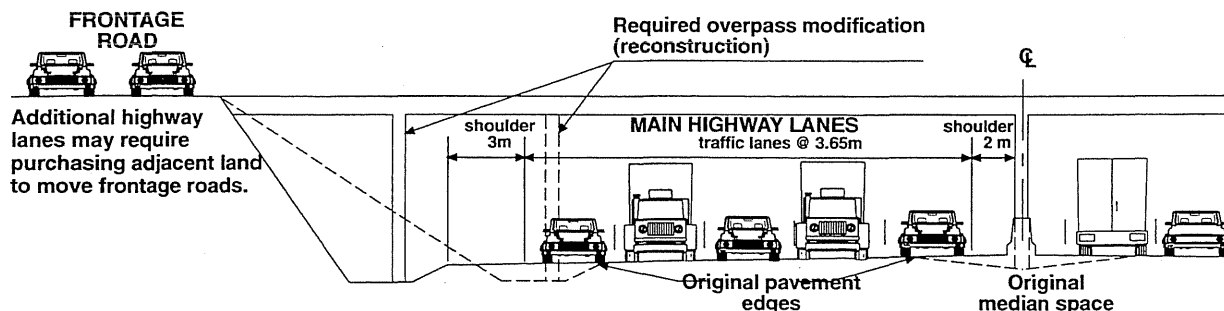 FRONTAGE
ROAD
Required overpass modification
(reconstruction)
℄
Additional highway
lanes may require
purchasing adjacent land
to move frontage roads.
shoulder
3m
MAIN HIGHWAY LANES
traffic lanes @ 3.65m
shoulder
2 m
Original pavement
edges
Original
median space